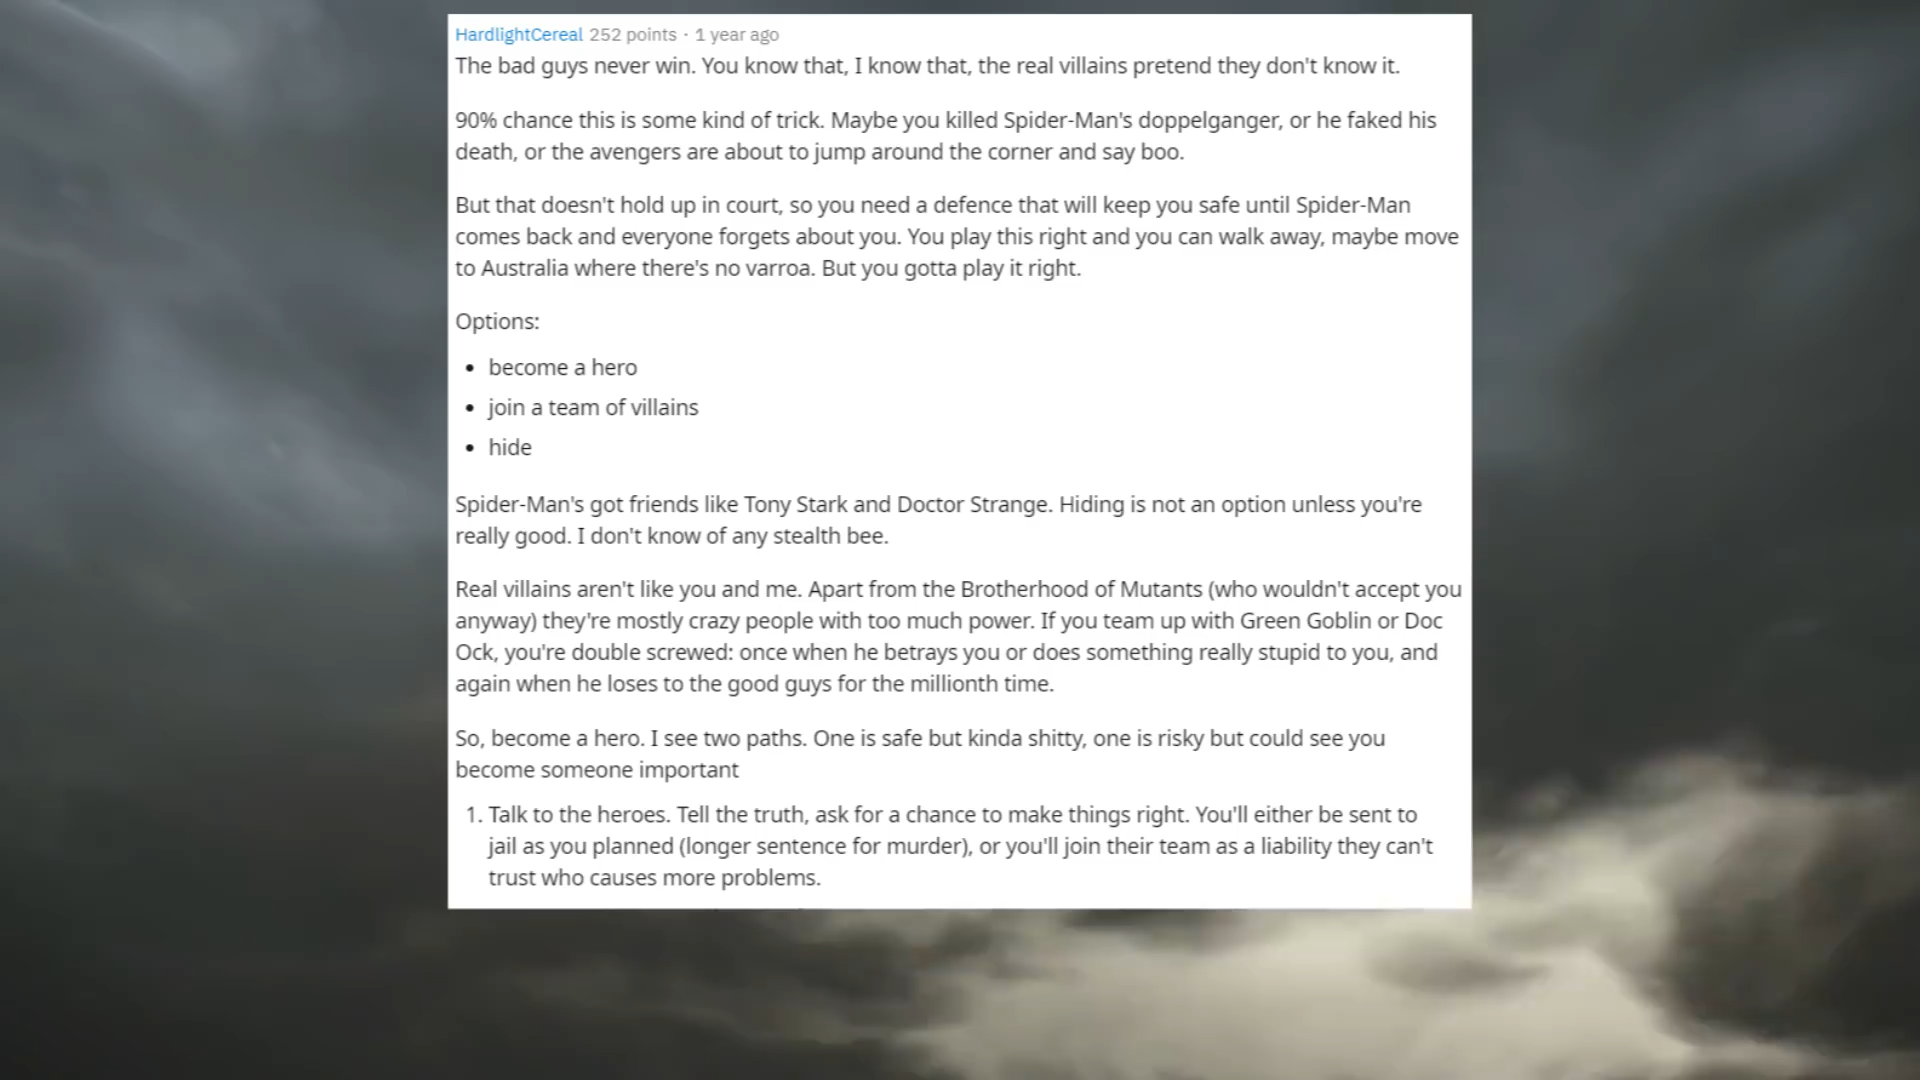 HardlightCereal 252 points · 1 year ago
The bad guys never win. You know that, I know that, the real villains pretend they don't know it.
90% chance this is some kind of trick. Maybe you killed Spider-Man's doppelganger, or he faked his
death, or the avengers are about to jump around the corner and say boo.
But that doesn't hold up in court, so you need a defence that will keep you safe until Spider-Man
comes back and everyone forgets about you. You play this right and you can walk away, maybe move
to Australia where there's no varroa. But you gotta play it right.
Options:
• become a hero
• join a team of villains
• hide
Spider-Man's got friends like Tony Stark and Doctor Strange. Hiding is not an option unless you're
really good. I don't know of any stealth bee.
Real villains aren't like you and me. Apart from the Brotherhood of Mutants (who wouldn't accept you
anyway) they're mostly crazy people with too much power. If you team up with Green Goblin or Doc
Ock, you're double screwed: once when he betrays you or does something really stupid to you, and
again when he loses to the good guys for the millionth time.
So, become a hero. I see two paths. One is safe but kinda shitty, one is risky but could see you
become someone important
1. Talk to the heroes. Tell the truth, ask for a chance to make things right. You'll either be sent to
jail as you planned (longer sentence for murder), or you'll join their team as a liability they can't
trust who causes more problems.